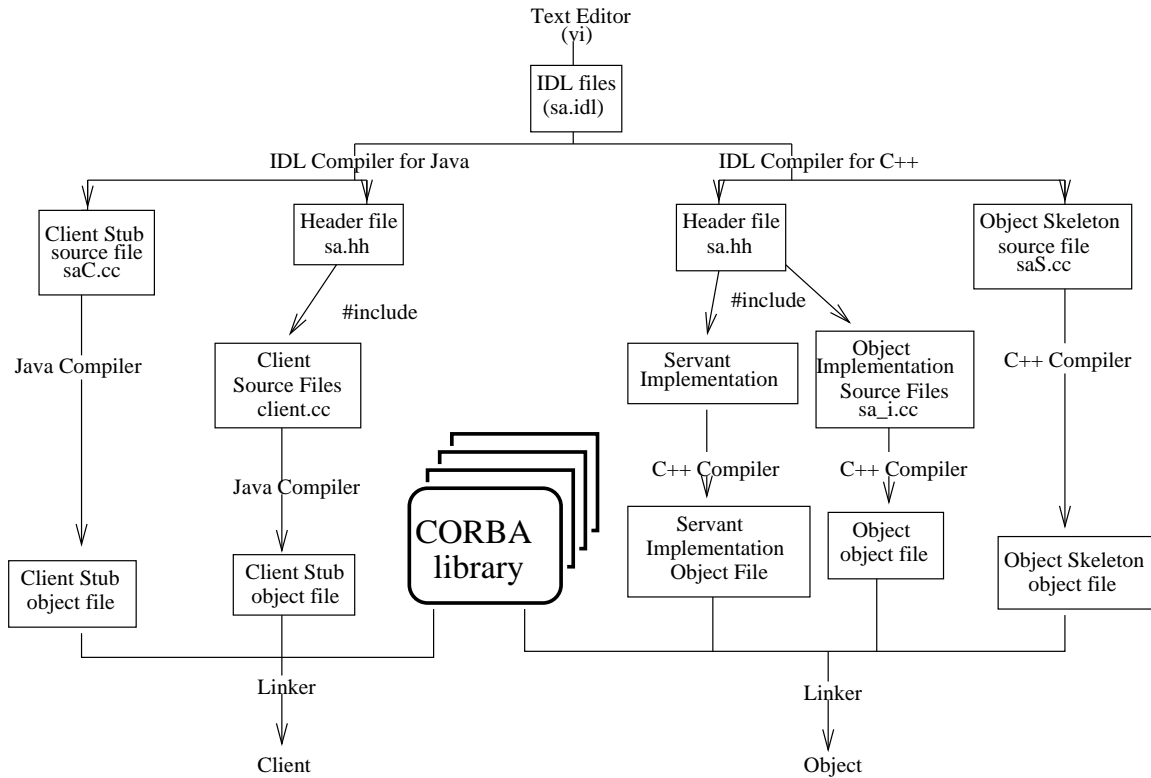 Text Editor
(vi)
IDL files
(sa.idl)
IDL Compiler for Java
IDL Compiler for C++
Client Stub
source file
saC.cc
Header file
sa.hh
Header file
sa.hh
Object Skeleton
source file
saS.cc
#include
#include
Java Compiler
Client
Source Files
client.cc
Servant
Implementation
Object
Implementation
Source Files
sa_i.cc
C++ Compiler
Java Compiler
C++ Compiler
C++ Compiler
CORBA
library
Client Stub
object file
Client Stub
object file
Servant
Implementation
Object File
Object
object file
Object Skeleton
object file
Linker
Linker
Client
Object